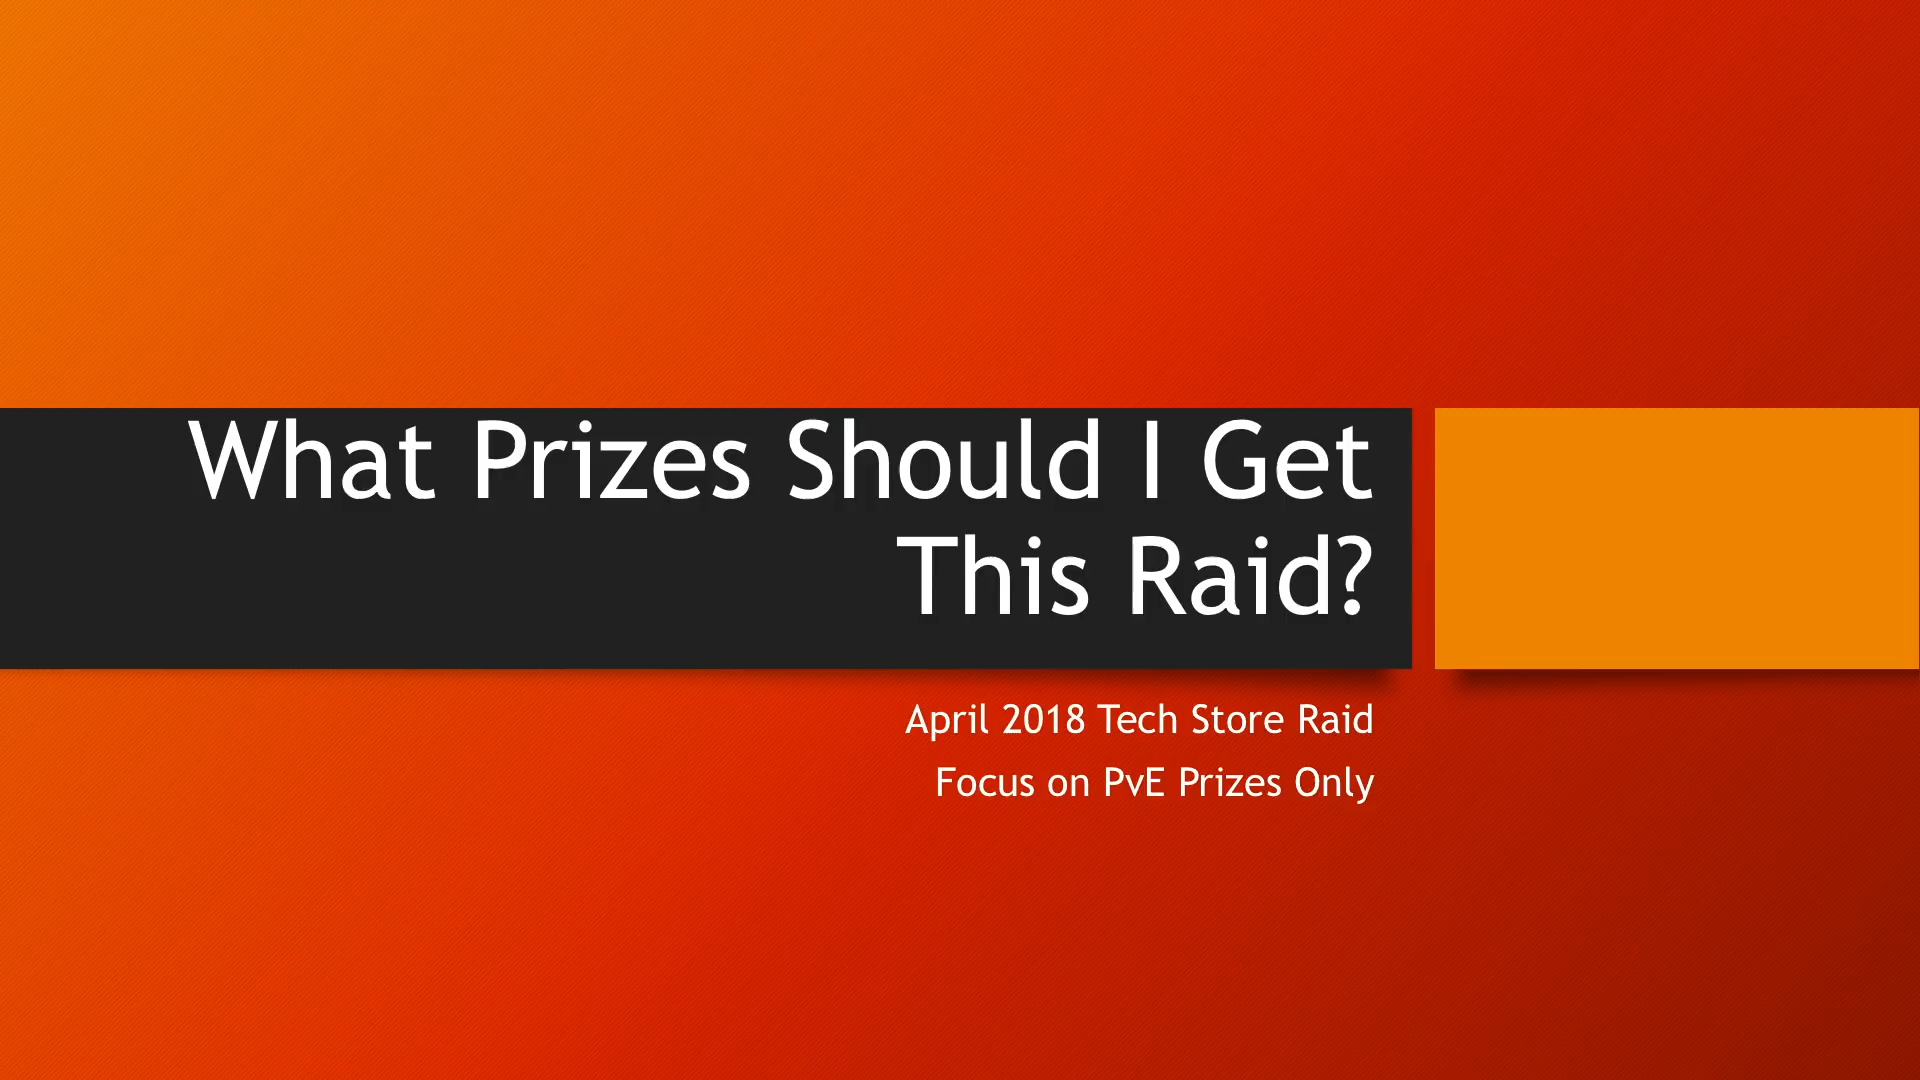 What Prizes Should I Get
This Raid?
April 2018 Tech Store Raid
Focus on PvE Prizes Only